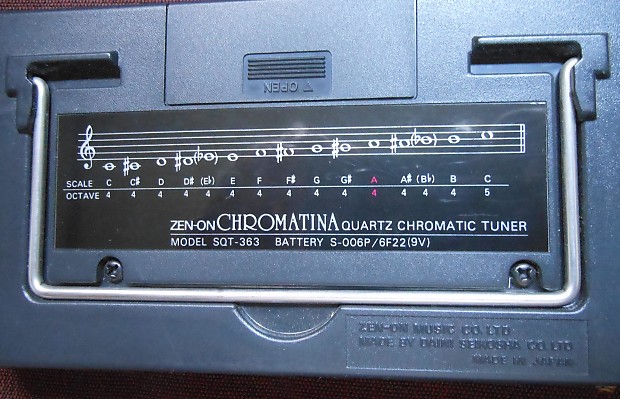 ▽ OPEN
SCALE C C♯ D D♯ (E♭) E F F♯ G G♯ A A♯ (B♭) B C
OCTAVE 4 4 4 4 4 4 4 4 4 4 4 4 5
ZEN-ON CHROMATINA QUARTZ CHROMATIC TUNER
MODEL SQT-363 BATTERY S-006P/6F22(9V)
ZEN-ON MUSIC CO. LTD
MADE BY DAINI SEIKOSHA CO. LTD
MADE IN JAPAN